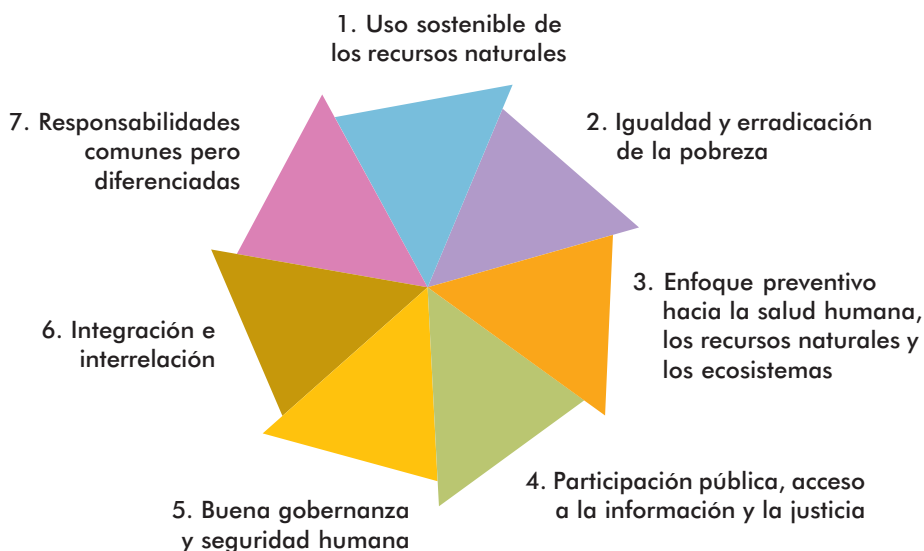 1. Uso sostenible de
los recursos naturales
2. Igualdad y erradicación
de la pobreza
3. Enfoque preventivo
hacia la salud humana,
los recursos naturales y
los ecosistemas
4. Participación pública, acceso
a la información y la justicia
5. Buena gobernanza
y seguridad humana
6. Integración e
interrelación
7. Responsabilidades
comunes pero
diferenciadas